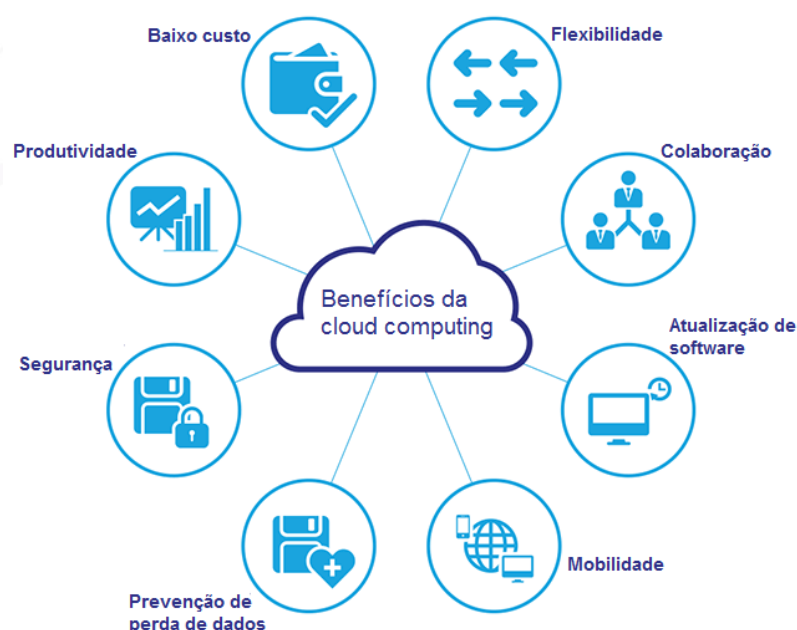 Baixo custo
Flexibilidade
Produtividade
Colaboração
Benefícios da
cloud computing
Atualização de
software
Segurança
Mobilidade
Prevenção de
perda de dados